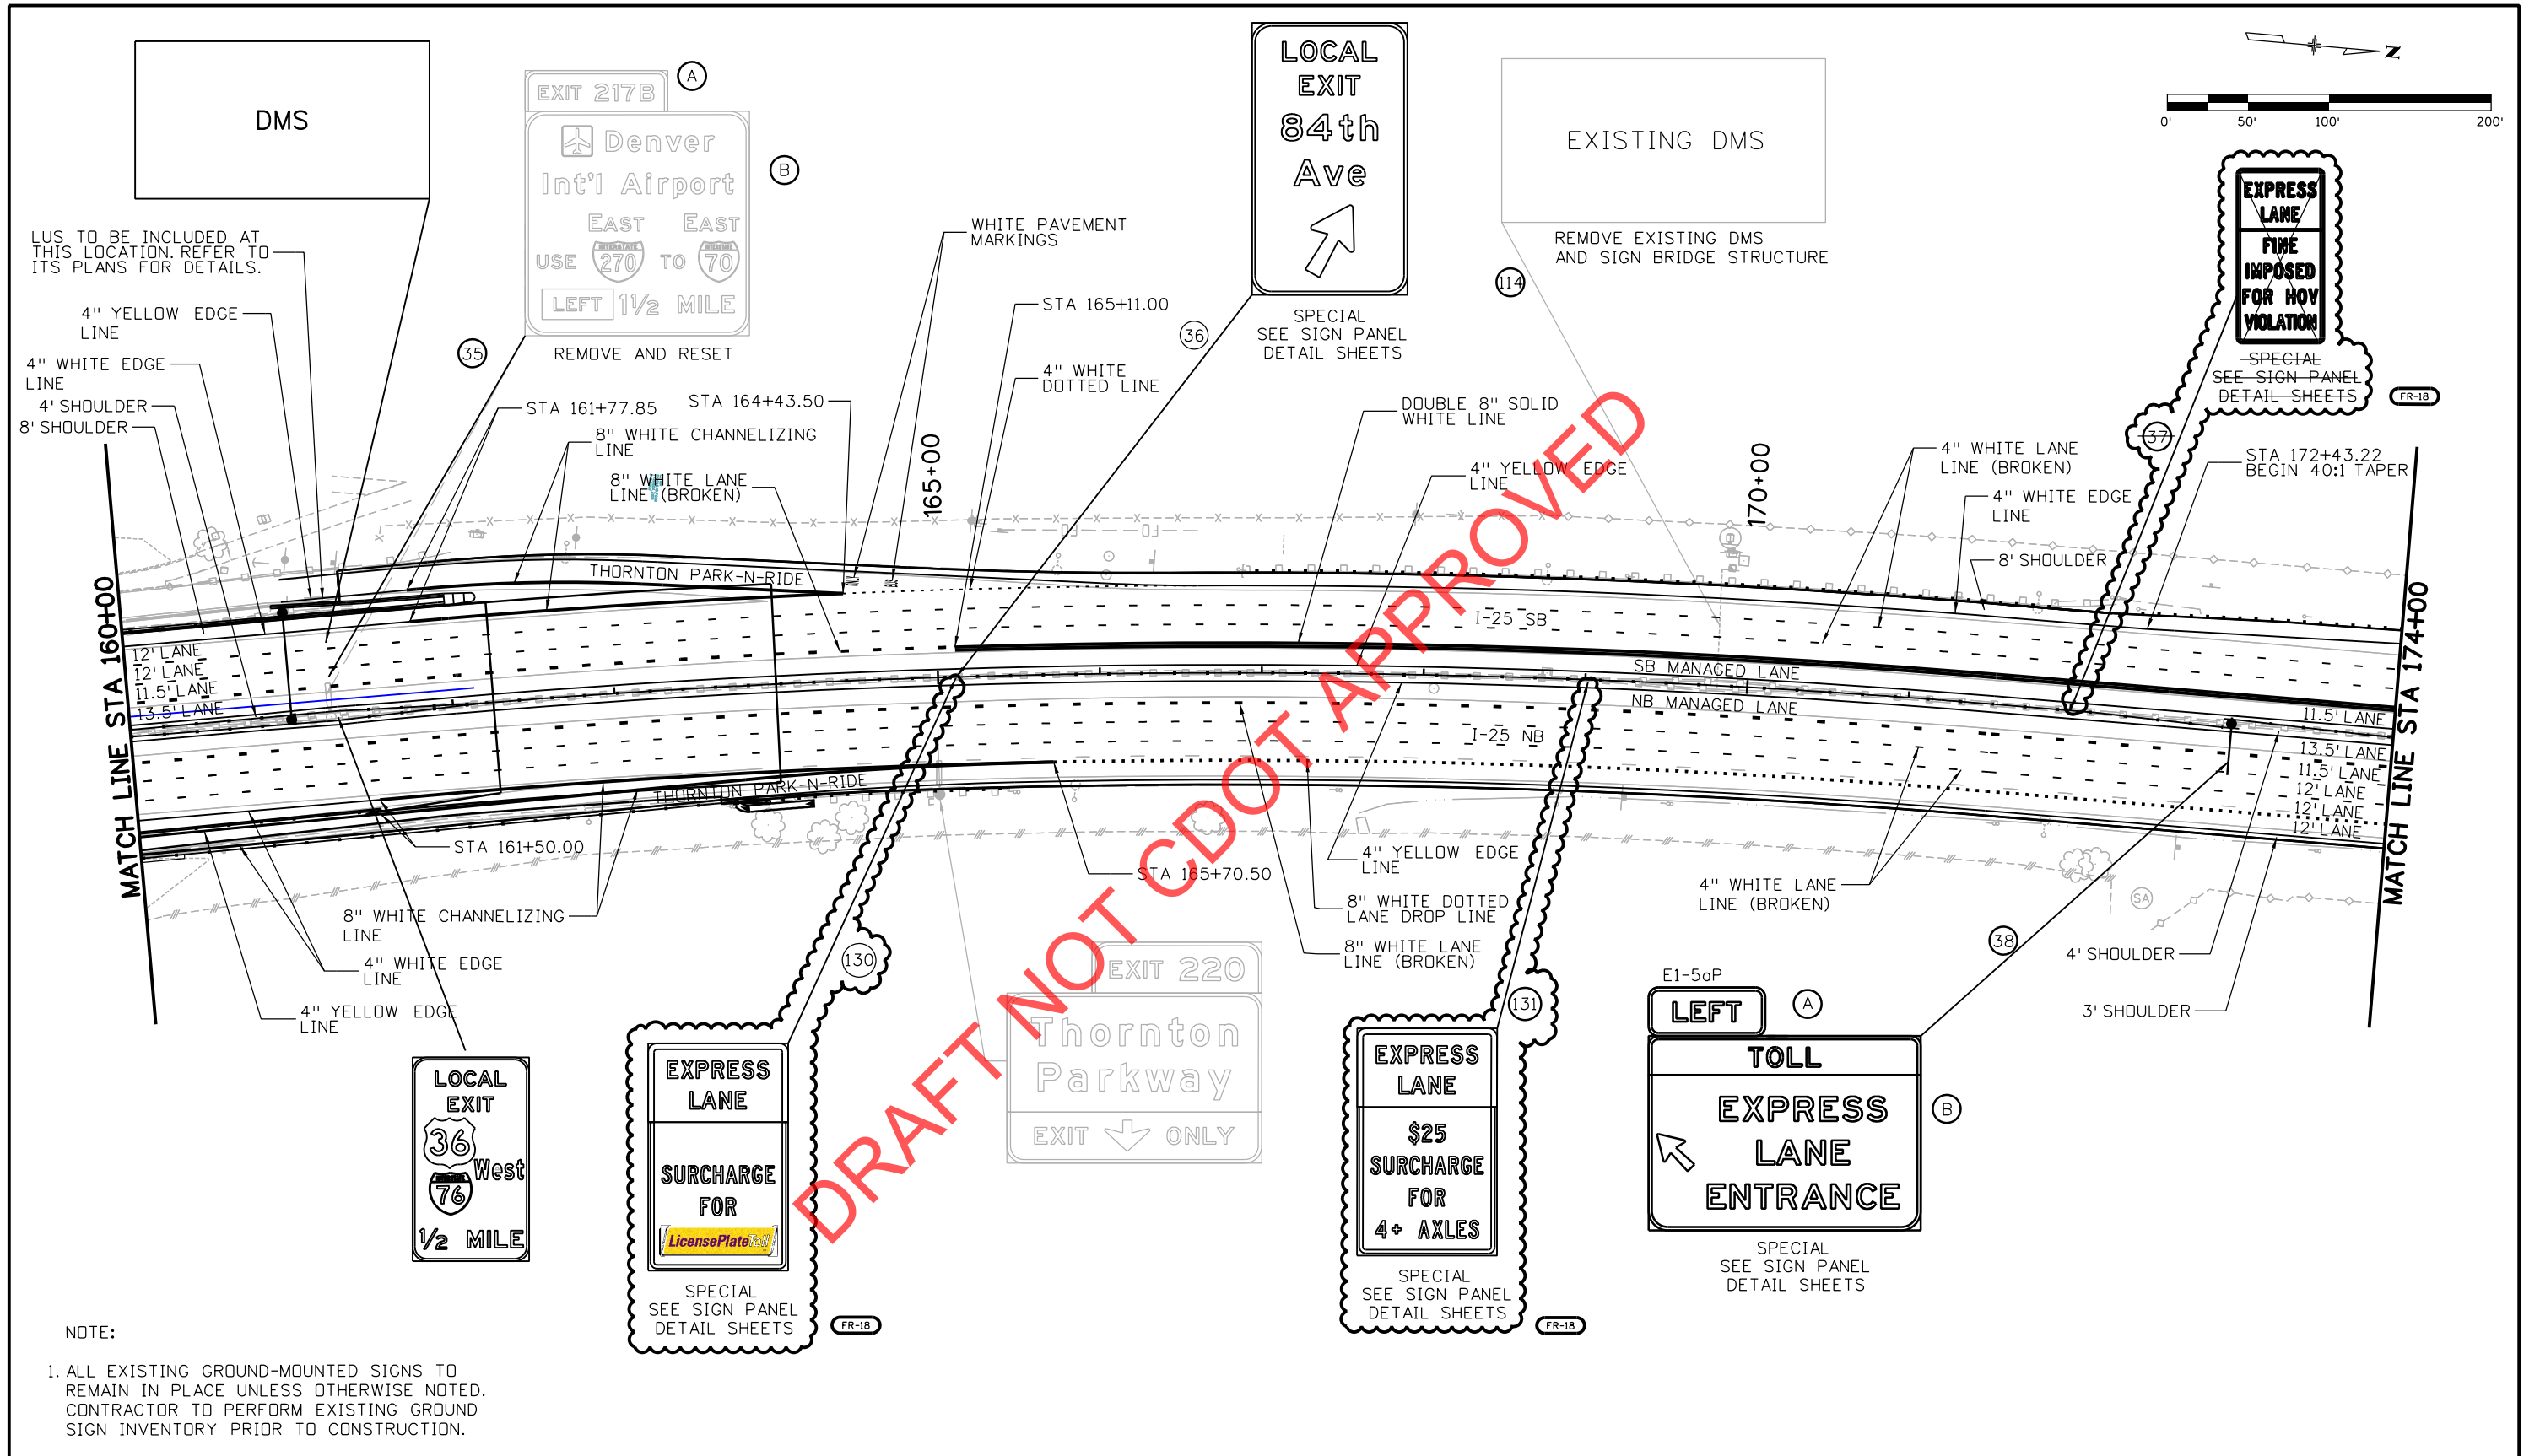 DMS
EXIT 217B
A
Denver
Int'l Airport
B
EAST EAST
USE INTERSTATE 270 TO INTERSTATE 70
LEFT 1½ MILE
REMOVE AND RESET
35
LOCAL
EXIT
84th
Ave
SPECIAL
SEE SIGN PANEL
DETAIL SHEETS
36
EXISTING DMS
REMOVE EXISTING DMS
AND SIGN BRIDGE STRUCTURE
114
N
0' 50' 100' 200'
EXPRESS
LANE
FINE
IMPOSED
FOR HOV
VIOLATION
SPECIAL
SEE SIGN PANEL
DETAIL SHEETS
FR-18
37
LUS TO BE INCLUDED AT
THIS LOCATION. REFER TO
ITS PLANS FOR DETAILS.
4" YELLOW EDGE
LINE
4" WHITE EDGE
LINE
4' SHOULDER
8' SHOULDER
WHITE PAVEMENT
MARKINGS
STA 165+11.00
4" WHITE
DOTTED LINE
STA 161+77.85
STA 164+43.50
8" WHITE CHANNELIZING
LINE
8" WHITE LANE
LINE (BROKEN)
165+00
DOUBLE 8" SOLID
WHITE LINE
4" YELLOW EDGE
LINE
170+00
4" WHITE LANE
LINE (BROKEN)
STA 172+43.22
BEGIN 40:1 TAPER
4" WHITE EDGE
LINE
8' SHOULDER
MATCH LINE STA 160+00
THORNTON PARK-N-RIDE
12' LANE
12' LANE
11.5' LANE
13.5' LANE
I-25 SB
SB MANAGED LANE
NB MANAGED LANE
I-25 NB
THORNTON PARK-N-RIDE
11.5' LANE
13.5' LANE
11.5' LANE
12' LANE
12' LANE
12' LANE
MATCH LINE STA 174+00
STA 161+50.00
8" WHITE CHANNELIZING
LINE
4" WHITE EDGE
LINE
4" YELLOW EDGE
LINE
STA 165+70.50
4" YELLOW EDGE
LINE
8" WHITE DOTTED
LANE DROP LINE
8" WHITE LANE
LINE (BROKEN)
4" WHITE LANE
LINE (BROKEN)
SA
4' SHOULDER
3' SHOULDER
DRAFT NOT CDOT APPROVED
LOCAL
EXIT
36
West
76
½ MILE
130
EXPRESS
LANE
SURCHARGE
FOR
LicensePlateToll
SPECIAL
SEE SIGN PANEL
DETAIL SHEETS
FR-18
EXIT 220
Thornton
Parkway
EXIT ONLY
131
EXPRESS
LANE
$25
SURCHARGE
FOR
4+ AXLES
SPECIAL
SEE SIGN PANEL
DETAIL SHEETS
FR-18
38
E1-5aP
LEFT
A
TOLL
EXPRESS
LANE
ENTRANCE
B
SPECIAL
SEE SIGN PANEL
DETAIL SHEETS
NOTE:
1. ALL EXISTING GROUND-MOUNTED SIGNS TO
REMAIN IN PLACE UNLESS OTHERWISE NOTED.
CONTRACTOR TO PERFORM EXISTING GROUND
SIGN INVENTORY PRIOR TO CONSTRUCTION.